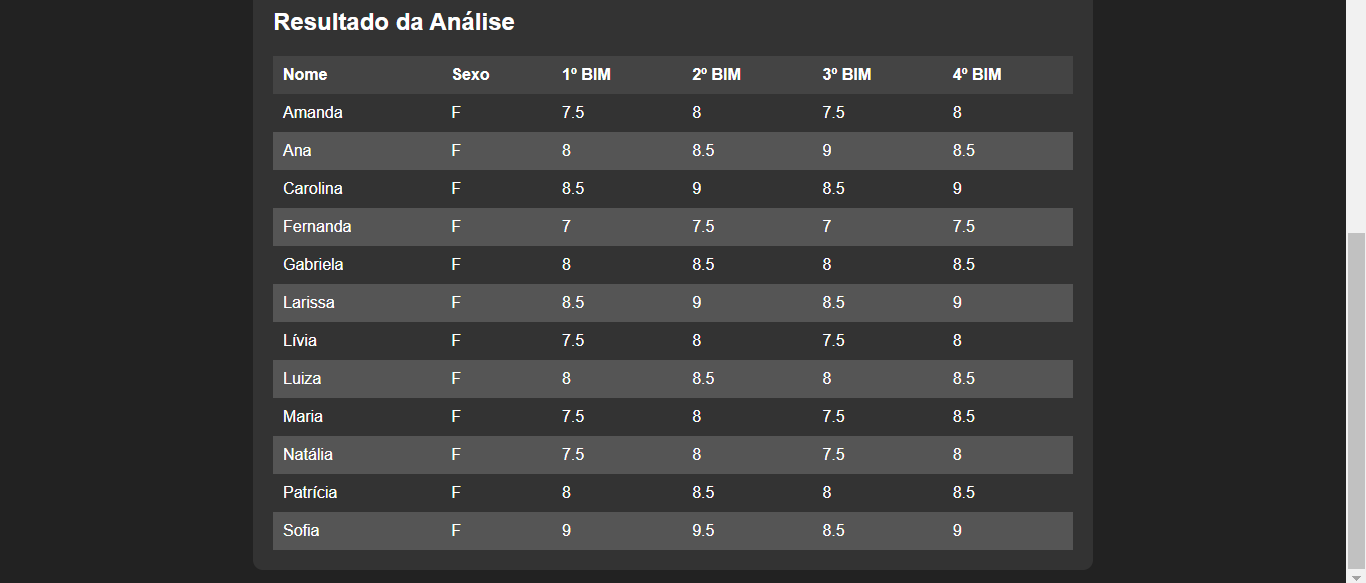 Resultado da Análise
Nome Sexo 1º BIM 2º BIM 3º BIM 4º BIM
Amanda F 7.5 8 7.5 8
Ana F 8 8.5 9 8.5
Carolina F 8.5 9 8.5 9
Fernanda F 7 7.5 7 7.5
Gabriela F 8 8.5 8 8.5
Larissa F 8.5 9 8.5 9
Lívia F 7.5 8 7.5 8
Luiza F 8 8.5 8 8.5
Maria F 7.5 8 7.5 8.5
Natália F 7.5 8 7.5 8
Patrícia F 8 8.5 8 8.5
Sofia F 9 9.5 8.5 9